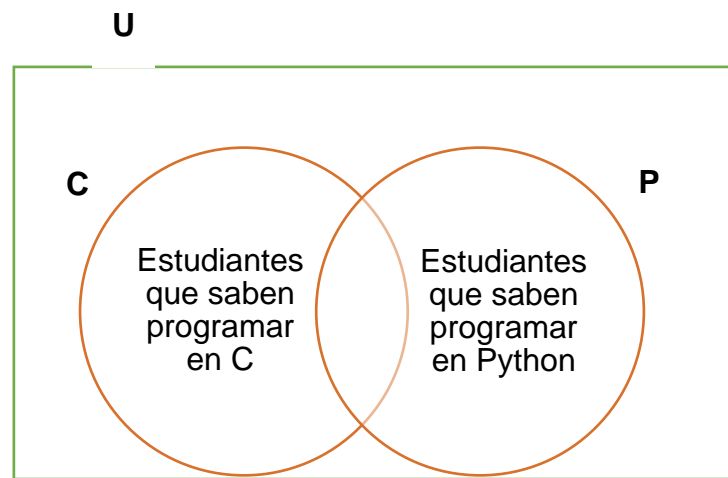 U
C
P
Estudiantes
que saben
programar
en C
Estudiantes
que saben
programar
en Python